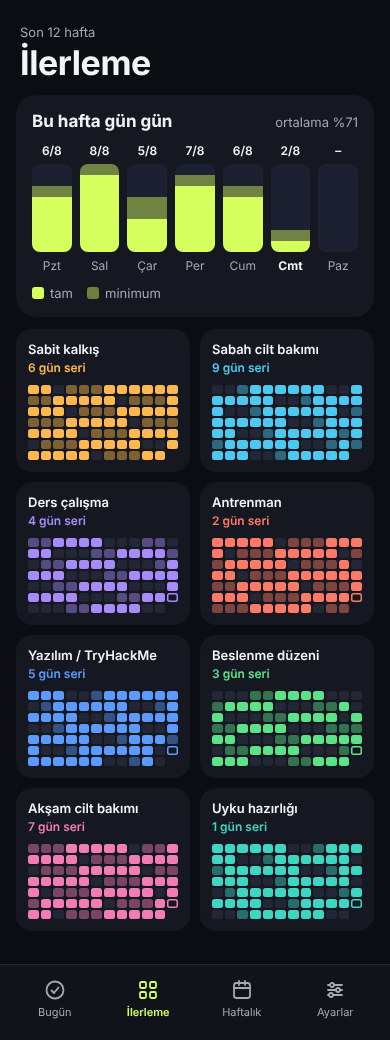 Son 12 hafta
İlerleme
Bu hafta gün gün
ortalama %71
6/8 8/8 5/8 7/8 6/8 2/8 –
Pzt Sal Çar Per Cum Cmt Paz
tam minimum
Sabit kalkış
6 gün seri
Sabah cilt bakımı
9 gün seri
Ders çalışma
4 gün seri
Antrenman
2 gün seri
Yazılım / TryHackMe
5 gün seri
Beslenme düzeni
3 gün seri
Akşam cilt bakımı
7 gün seri
Uyku hazırlığı
1 gün seri
Bugün İlerleme Haftalık Ayarlar